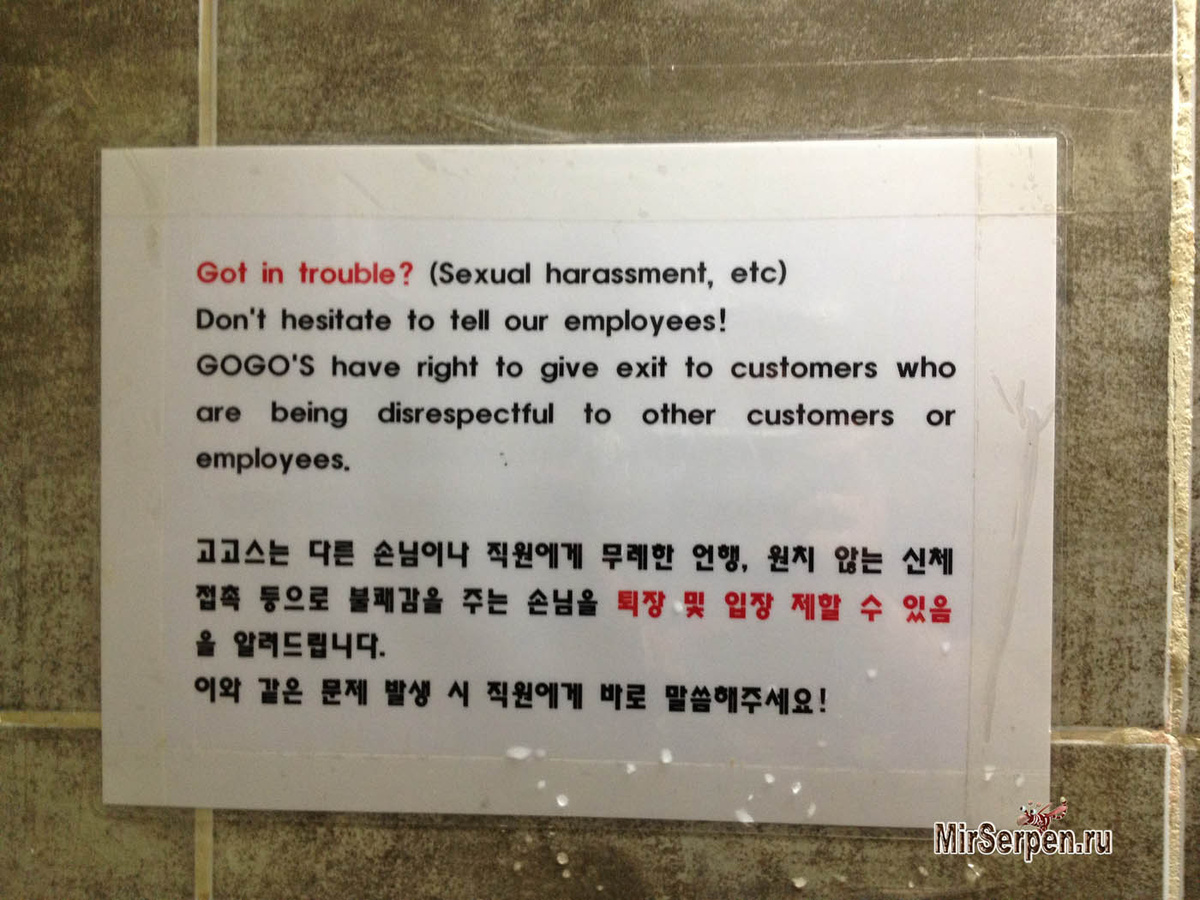 Got in trouble? (Sexual harassment, etc)
Don't hesitate to tell our employees!
GOGO'S have right to give exit to customers who
are being disrespectful to other customers or
employees.
고고스는 다른 손님이나 직원에게 무례한 언행, 원치 않는 신체
접촉 등으로 불쾌감을 주는 손님을 퇴장 및 입장 제할 수 있음
을 알려드립니다.
이와 같은 문제 발생 시 직원에게 바로 말씀해주세요!
MirSerpen.ru